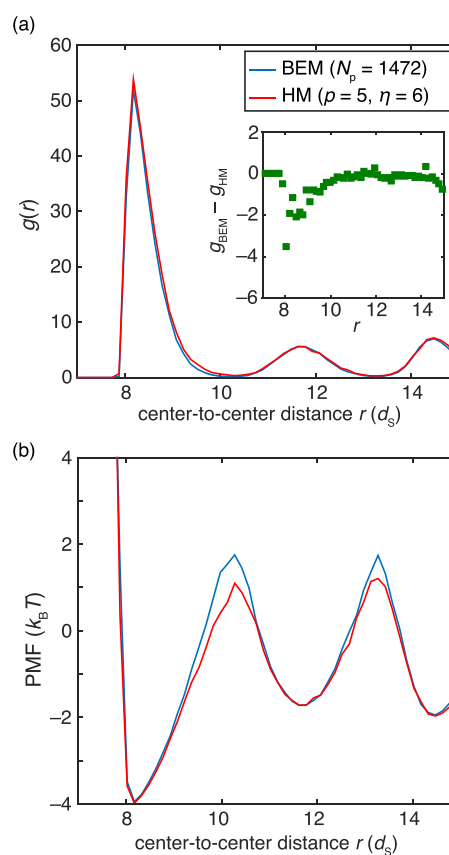 (a)
60
50
40
30
20
10
0
g(r)
BEM (Nₚ = 1472)
HM (p = 5, η = 6)
0
−2
−4
−6
g_BEM − g_HM
8 10 12 14
r
8 10 12 14
center-to-center distance r (d_S)
(b)
4
2
0
−2
−4
PMF (k_B T)
8 10 12 14
center-to-center distance r (d_S)